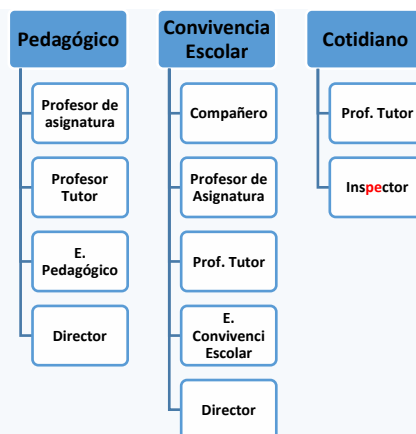 Pedagógico
Profesor de
asignatura
Profesor
Tutor
E.
Pedagógico
Director
Convivencia
Escolar
Compañero
Profesor de
Asignatura
Prof. Tutor
E.
Convivenci
Escolar
Director
Cotidiano
Prof. Tutor
Inspector